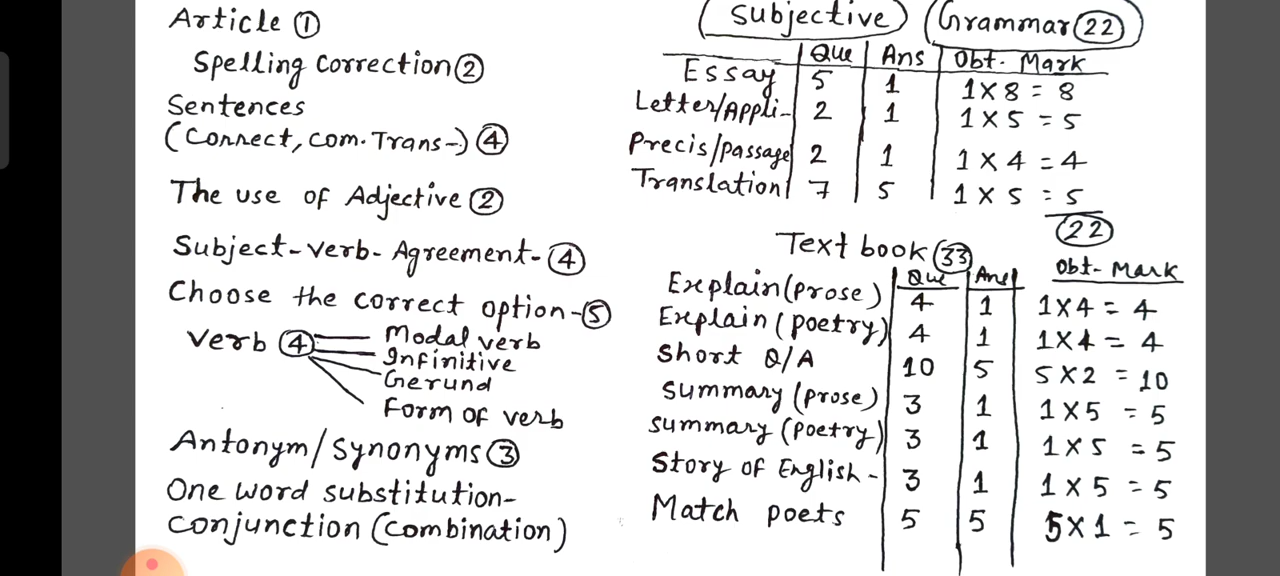 Article ①
Spelling Correction ②
Sentences
(Correct, com. Trans-) ④
The use of Adjective ②
Subject-verb-Agreement- ④
Choose the correct option- ⑤
Verb ④ Modal verb
Infinitive
Gerund
Form of verb
Antonym/Synonyms ③
One word substitution-
Conjunction (combination)
Subjective Grammar 22
Que Ans Obt. Mark
Essay 5 1 1 X 8 = 8
Letter/Appli- 2 1 1 X 5 = 5
Precis/passage 2 1 1 X 4 = 4
Translation 7 5 1 X 5 = 5
22
Text book 33
Que Ans Obt- Mark
Explain (prose) 4 1 1X4 = 4
Explain (poetry) 4 1 1X4 = 4
Short Q/A 10 5 5 X 2 = 10
Summary (prose) 3 1 1 X 5 = 5
Summary (poetry) 3 1 1 X 5 = 5
Story of English - 3 1 1 X 5 = 5
Match poets 5 5 5 X 1 = 5